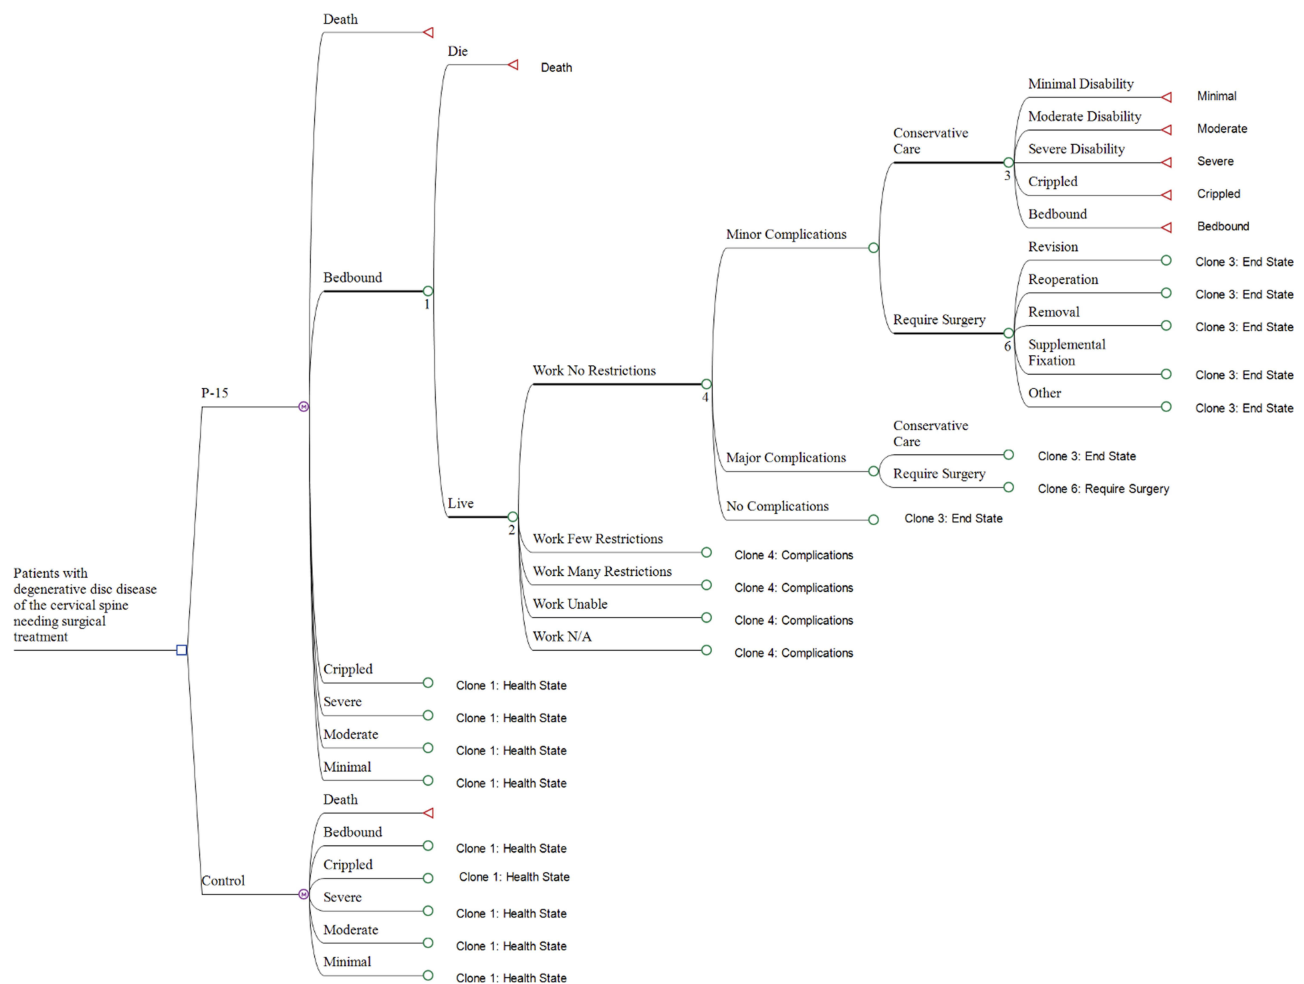 Death
Die
Death
Minimal Disability
Minimal
Moderate Disability
Moderate
Conservative
Care
Severe Disability
Severe
3
Crippled
Crippled
Bedbound
Bedbound
Minor Complications
Revision
Clone 3: End State
Reoperation
Clone 3: End State
Require Surgery
Removal
Clone 3: End State
6
Supplemental
Fixation
Clone 3: End State
Other
Clone 3: End State
Bedbound
1
P-15
M
Work No Restrictions
4
Conservative
Care
Clone 3: End State
Major Complications
Require Surgery
Clone 6: Require Surgery
No Complications
Clone 3: End State
Live
2
Work Few Restrictions
Clone 4: Complications
Work Many Restrictions
Clone 4: Complications
Work Unable
Clone 4: Complications
Work N/A
Clone 4: Complications
Patients with
degenerative disc disease
of the cervical spine
needing surgical
treatment
Crippled
Clone 1: Health State
Severe
Clone 1: Health State
Moderate
Clone 1: Health State
Minimal
Clone 1: Health State
Control
M
Death
Bedbound
Clone 1: Health State
Crippled
Clone 1: Health State
Severe
Clone 1: Health State
Moderate
Clone 1: Health State
Minimal
Clone 1: Health State